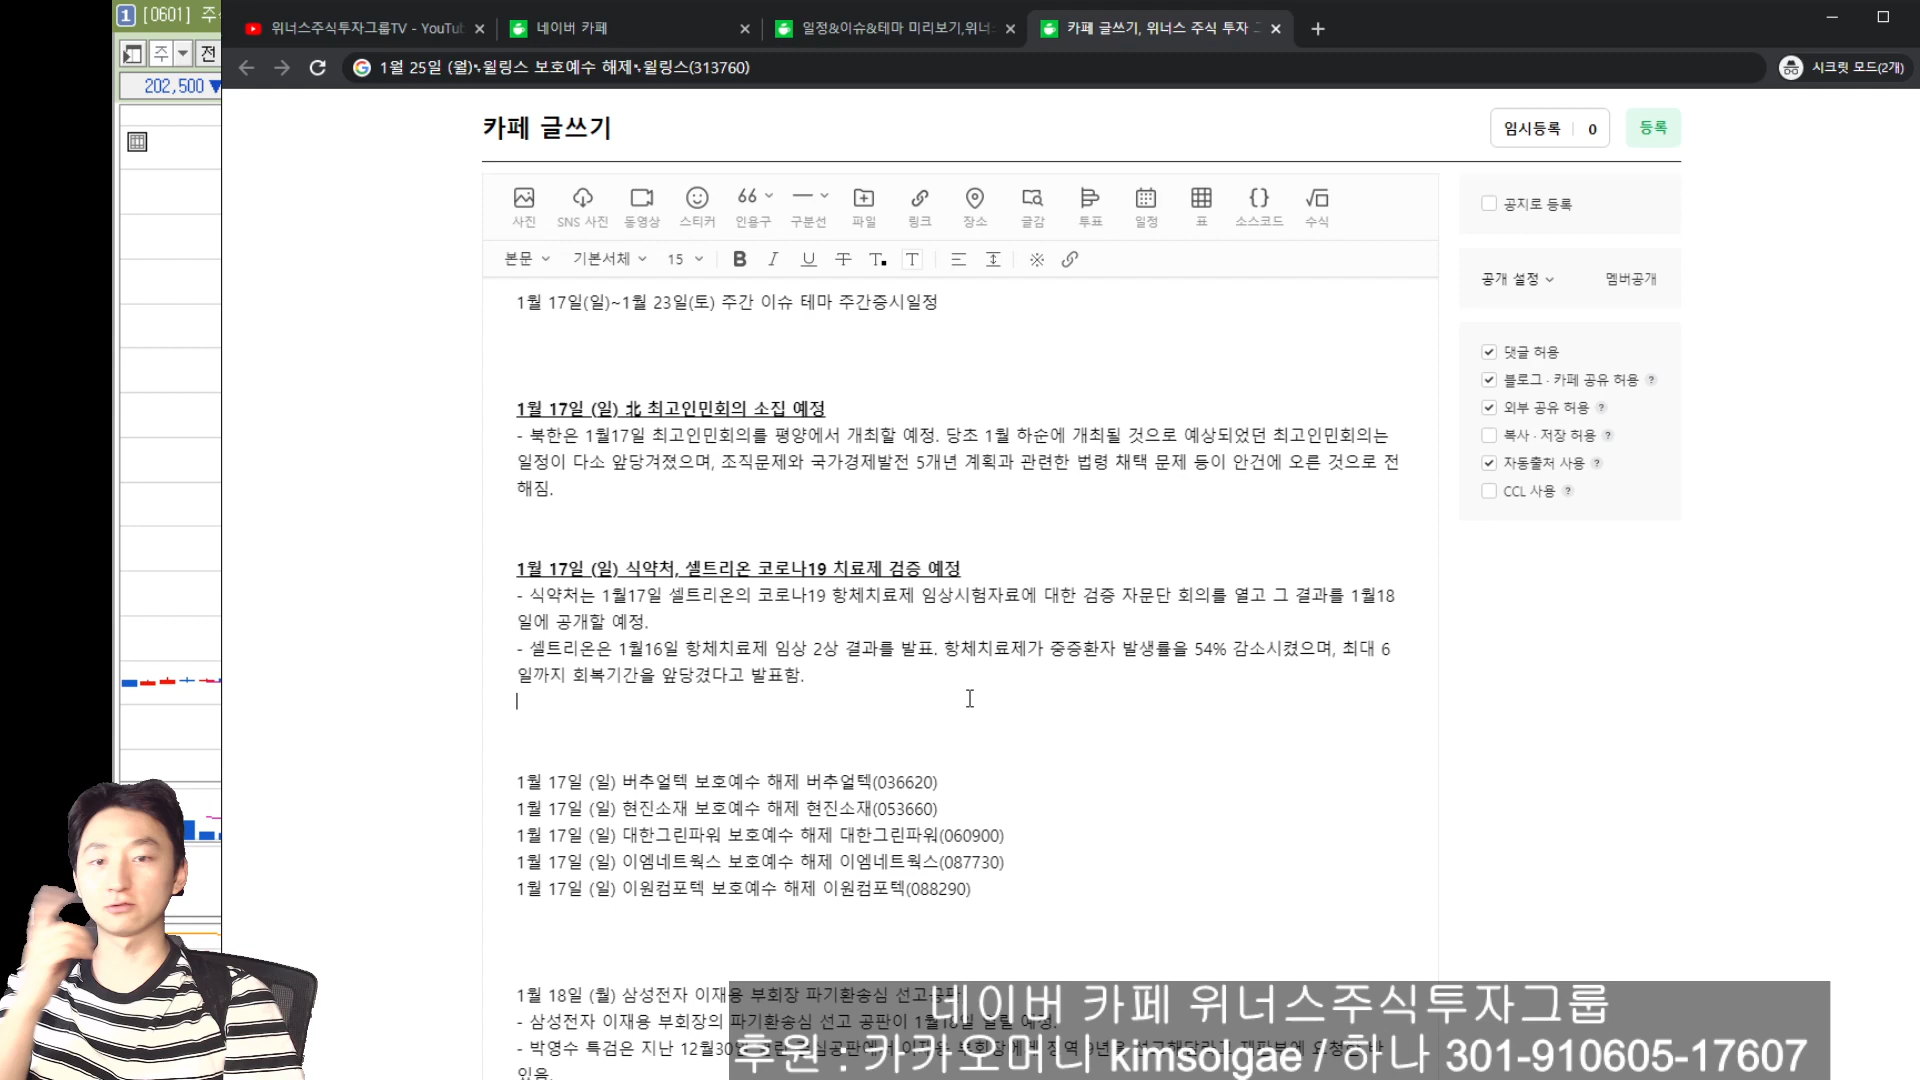 1 [0601] 주
위너스주식투자그룹TV - YouTu
네이버 카페
일정&이슈&테마 미리보기,위너
카페 글쓰기, 위너스 주식 투자
주
전
202,500 ▼
1월 25일 (월)
윌링스 보호예수 해제
윌링스(313760)
시크릿 모드(2개)
카페 글쓰기
임시등록 0
등록
사진
SNS 사진
동영상
스티커
인용구
구분선
파일
링크
장소
글감
투표
일정
표
소스코드
수식
공지로 등록
본문
기본서체
15
공개 설정
멤버공개
1월 17일(일)~1월 23일(토) 주간 이슈 테마 주간증시일정
댓글 허용
블로그 · 카페 공유 허용 ?
외부 공유 허용 ?
복사 · 저장 허용 ?
자동출처 사용 ?
CCL 사용 ?
1월 17일 (일) 北 최고인민회의 소집 예정
- 북한은 1월17일 최고인민회의를 평양에서 개최할 예정. 당초 1월 하순에 개최될 것으로 예상되었던 최고인민회의는
일정이 다소 앞당겨졌으며, 조직문제와 국가경제발전 5개년 계획과 관련한 법령 채택 문제 등이 안건에 오른 것으로 전
해짐.
1월 17일 (일) 식약처, 셀트리온 코로나19 치료제 검증 예정
- 식약처는 1월17일 셀트리온의 코로나19 항체치료제 임상시험자료에 대한 검증 자문단 회의를 열고 그 결과를 1월18
일에 공개할 예정.
- 셀트리온은 1월16일 항체치료제 임상 2상 결과를 발표. 항체치료제가 중증환자 발생률을 54% 감소시켰으며, 최대 6
일까지 회복기간을 앞당겼다고 발표함.
1월 17일 (일) 버추얼텍 보호예수 해제 버추얼텍(036620)
1월 17일 (일) 현진소재 보호예수 해제 현진소재(053660)
1월 17일 (일) 대한그린파워 보호예수 해제 대한그린파워(060900)
1월 17일 (일) 이엠네트웍스 보호예수 해제 이엠네트웍스(087730)
1월 17일 (일) 이원컴포텍 보호예수 해제 이원컴포텍(088290)
1월 18일 (월) 삼성전자 이재용 부회장 파기환송심 선고공판
- 삼성전자 이재용 부회장의 파기환송심 선고 공판이 1월18일 열릴 예정.
- 박영수 특검은 지난 12월30일
있음.
네이버 카페 위너스주식투자그룹
후원 : 카카오머니 kimsolgae / 하나 301-910605-17607